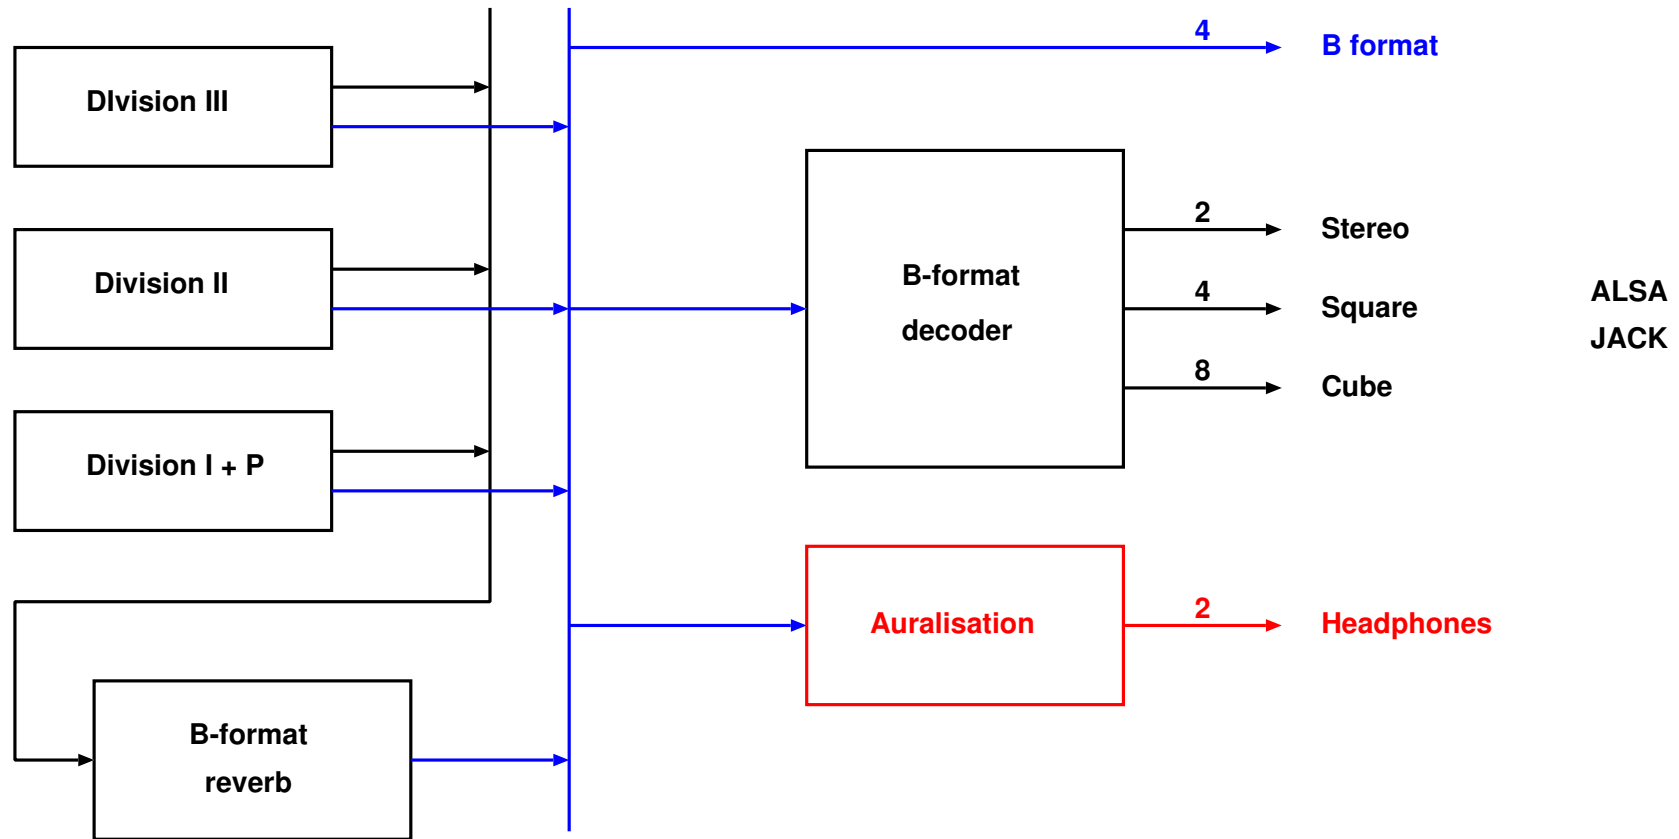 4
B format
DIvision III
2
Stereo
Division II
B-format
decoder
4
Square
ALSA
JACK
8
Cube
Division I + P
Auralisation
2
Headphones
B-format
reverb